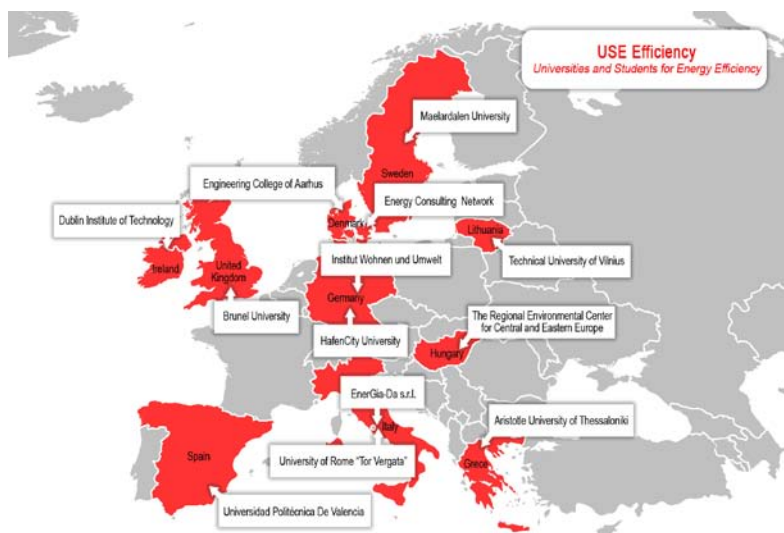 USE Efficiency
Universities and Students for Energy Efficiency
Maelardalen University
Sweden
Engineering College of Aarhus
Energy Consulting Network
Dublin Institute of Technology
Denmark
Lithuania
Institut Wohnen und Umwelt
Technical University of Vilnius
Ireland
United
Kingdom
Germany
Brunel University
The Regional Environmental Center
for Central and Eastern Europe
HafenCity University
Hungary
EnerGia-Da s.r.l.
Aristotle University of Thessaloniki
Italy
Spain
University of Rome "Tor Vergata"
Grece
Universidad Politécnica De Valencia